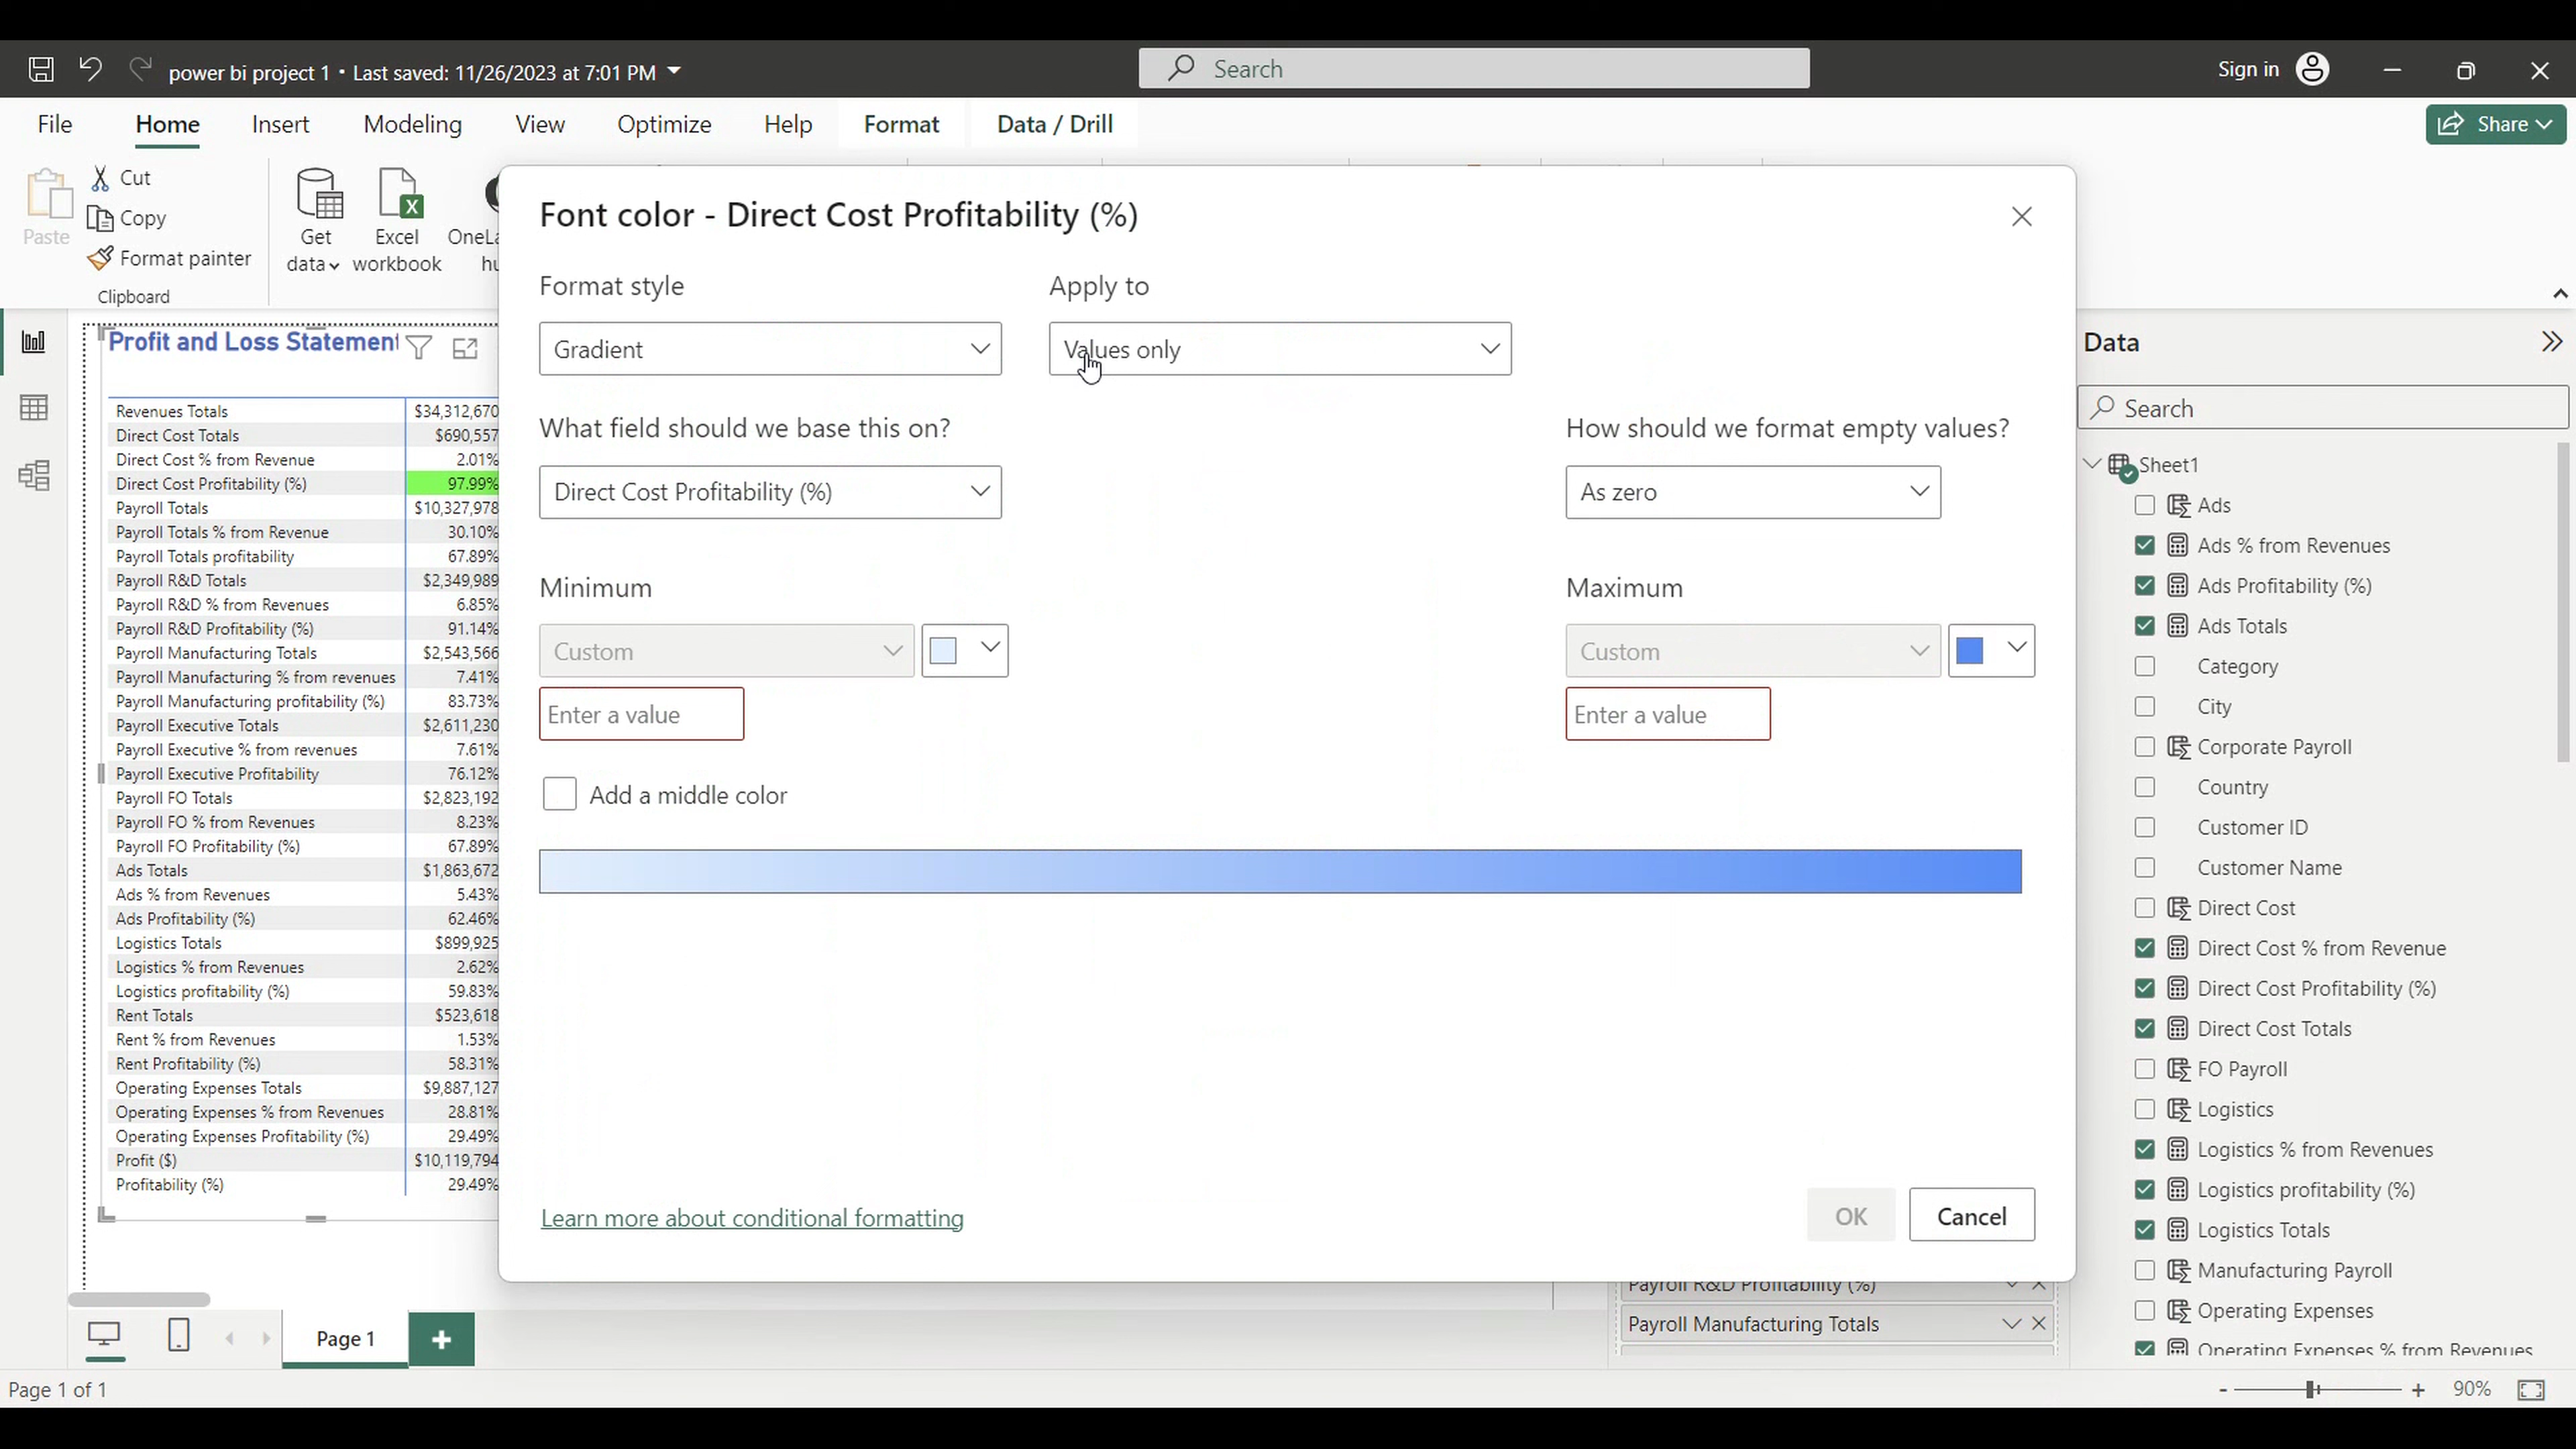 power bi project 1 • Last saved: 11/26/2023 at 7:01 PM
Search
Sign in
File
Home
Insert
Modeling
View
Optimize
Help
Format
Data / Drill
Share
Paste
Cut
Copy
Format painter
Clipboard
Get
data
Excel
workbook
Font color - Direct Cost Profitability (%)
Format style
Apply to
Gradient
Values only
What field should we base this on?
How should we format empty values?
Direct Cost Profitability (%)
As zero
Minimum
Maximum
Custom
Custom
Enter a value
Enter a value
Add a middle color
Learn more about conditional formatting
OK
Cancel
Profit and Loss Statement
Revenues Totals $34,312,670
Direct Cost Totals $690,557
Direct Cost % from Revenue 2.01%
Direct Cost Profitability (%) 97.99%
Payroll Totals $10,327,978
Payroll Totals % from Revenue 30.10%
Payroll Totals profitability 67.89%
Payroll R&D Totals $2,349,989
Payroll R&D % from Revenues 6.85%
Payroll R&D Profitability (%) 91.14%
Payroll Manufacturing Totals $2,543,566
Payroll Manufacturing % from revenues 7.41%
Payroll Manufacturing profitability (%) 83.73%
Payroll Executive Totals $2,611,230
Payroll Executive % from revenues 7.61%
Payroll Executive Profitability 76.12%
Payroll FO Totals $2,823,192
Payroll FO % from Revenues 8.23%
Payroll FO Profitability (%) 67.89%
Ads Totals $1,863,672
Ads % from Revenues 5.43%
Ads Profitability (%) 62.46%
Logistics Totals $899,925
Logistics % from Revenues 2.62%
Logistics profitability (%) 59.83%
Rent Totals $523,618
Rent % from Revenues 1.53%
Rent Profitability (%) 58.31%
Operating Expenses Totals $9,887,127
Operating Expenses % from Revenues 28.81%
Operating Expenses Profitability (%) 29.49%
Profit ($) $10,119,794
Profitability (%) 29.49%
Payroll R&D Profitability (%)
Payroll Manufacturing Totals
Data
Search
Sheet1
Ads
Ads % from Revenues
Ads Profitability (%)
Ads Totals
Category
City
Corporate Payroll
Country
Customer ID
Customer Name
Direct Cost
Direct Cost % from Revenue
Direct Cost Profitability (%)
Direct Cost Totals
FO Payroll
Logistics
Logistics % from Revenues
Logistics profitability (%)
Logistics Totals
Manufacturing Payroll
Operating Expenses
Operating Expenses % from Revenues
Page 1
Page 1 of 1
- + 90%